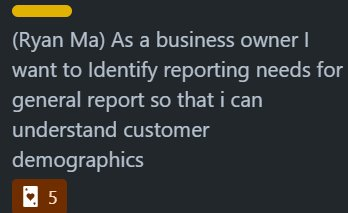 (Ryan Ma) As a business owner I
want to Identify reporting needs for
general report so that i can
understand customer
demographics
5